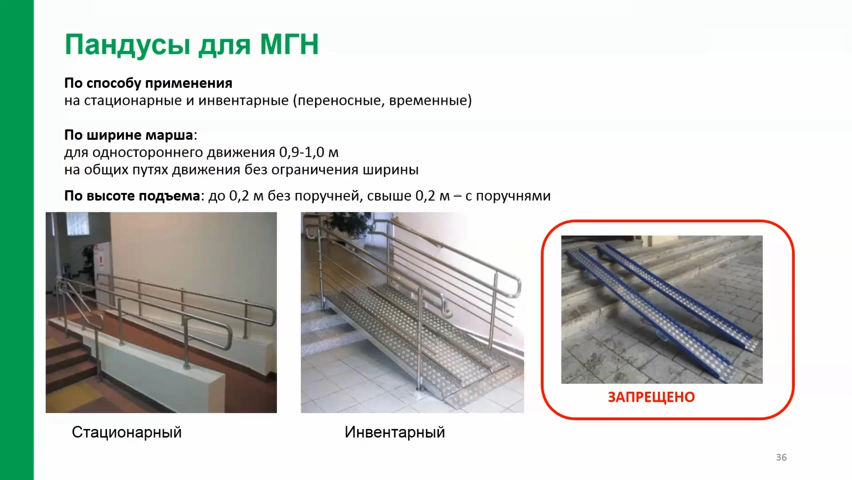 Пандусы для МГН
По способу применения
на стационарные и инвентарные (переносные, временные)
По ширине марша:
для одностороннего движения 0,9-1,0 м
на общих путях движения без ограничения ширины
По высоте подъема: до 0,2 м без поручней, свыше 0,2 м – с поручнями
ЗАПРЕЩЕНО
Стационарный
Инвентарный
36